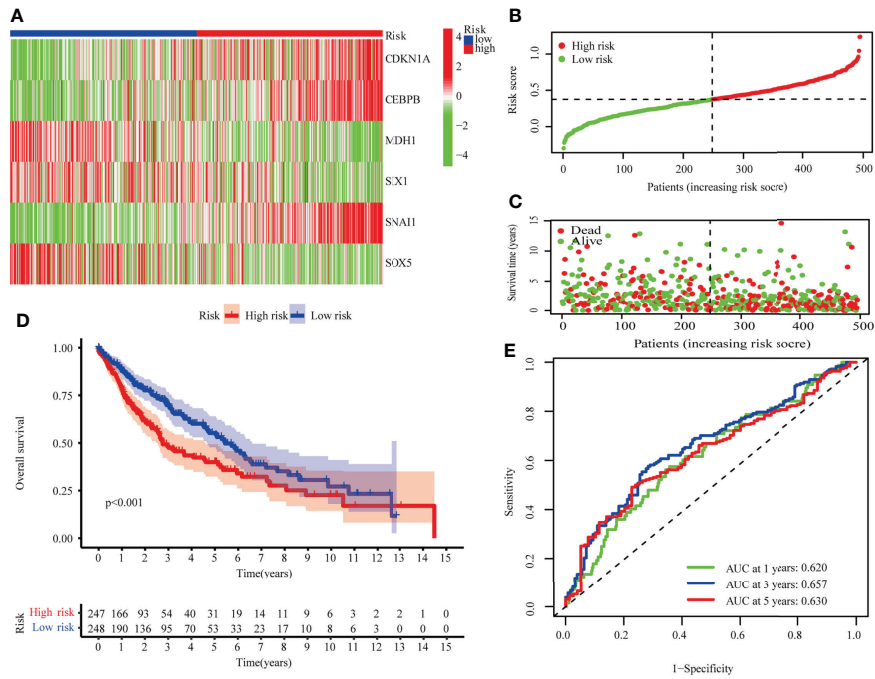 A
Risk
CDKN1A
CEBPB
MDH1
SIX1
SNAI1
SOX5
4
2
0
−2
−4
Risk
low
high
B
High risk
Low risk
Risk score
1.0
0.5
0.0
0 100 200 300 400 500
Patients (increasing risk socre)
C
Dead
Alive
Survival time (years)
15
10
5
0
0 100 200 300 400 500
Patients (increasing risk socre)
D
Risk High risk Low risk
Overall survival
1.00
0.75
0.50
0.25
0.00
p<0.001
0 1 2 3 4 5 6 7 8 9 10 11 12 13 14 15
Time(years)
Risk
High risk 247 166 93 54 40 31 19 14 11 9 6 3 2 2 1 0
Low risk 248 190 136 95 70 53 33 23 17 10 8 6 3 0 0 0
0 1 2 3 4 5 6 7 8 9 10 11 12 13 14 15
Time(years)
E
Sensitivity
1.0
0.8
0.6
0.4
0.2
0.0
AUC at 1 years: 0.620
AUC at 3 years: 0.657
AUC at 5 years: 0.630
0.0 0.2 0.4 0.6 0.8 1.0
1−Specificity